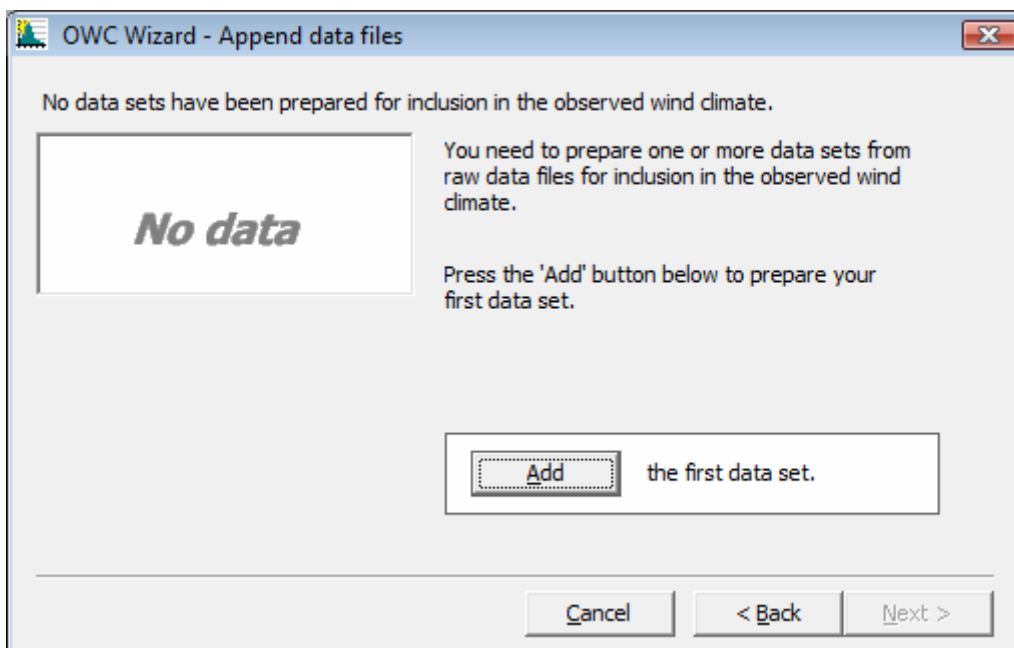 OWC Wizard - Append data files
No data sets have been prepared for inclusion in the observed wind climate.
No data
You need to prepare one or more data sets from
raw data files for inclusion in the observed wind
climate.
Press the 'Add' button below to prepare your
first data set.
Add the first data set.
Cancel < Back Next >